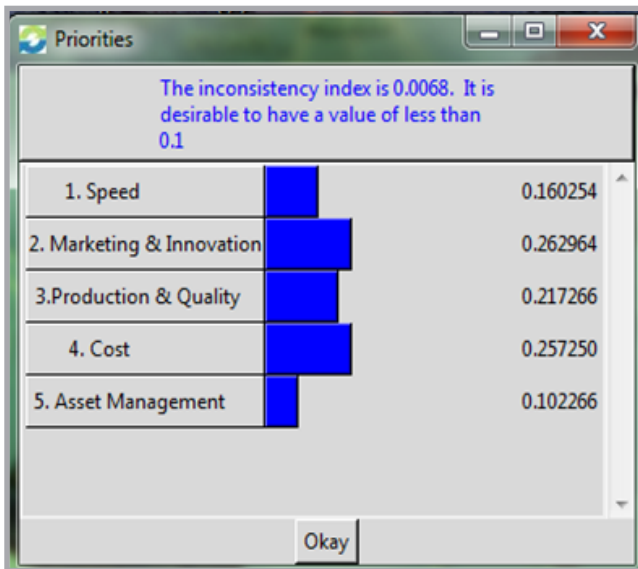 Priorities
The inconsistency index is 0.0068. It is
desirable to have a value of less than
0.1
1. Speed 0.160254
2. Marketing & Innovation 0.262964
3.Production & Quality 0.217266
4. Cost 0.257250
5. Asset Management 0.102266
Okay